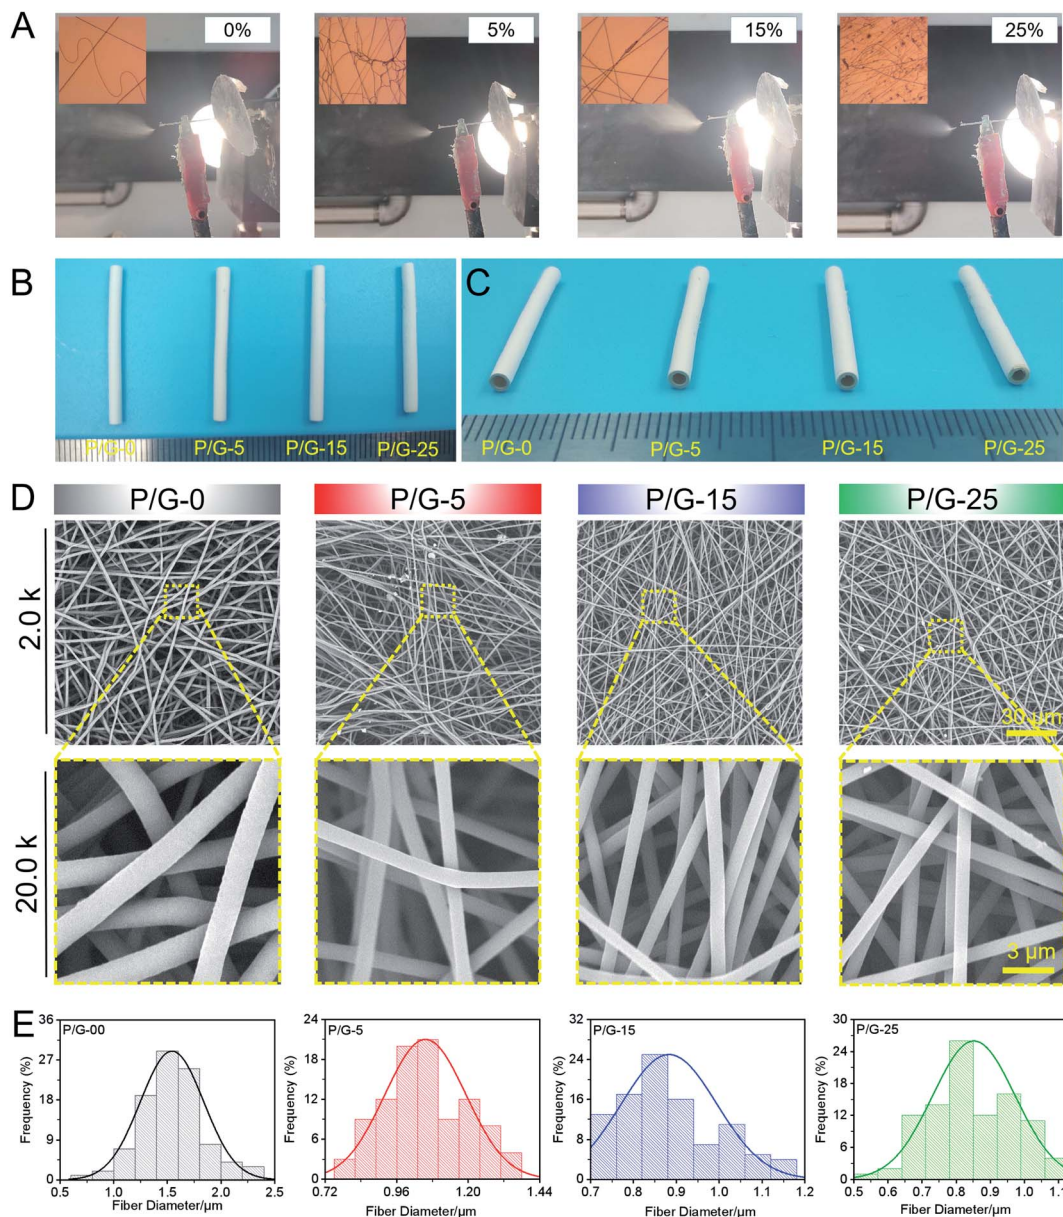 A
0%
5%
15%
25%
B
P/G-0
P/G-5
P/G-15
P/G-25
C
P/G-0
P/G-5
P/G-15
P/G-25
D
P/G-0
P/G-5
P/G-15
P/G-25
2.0 k
30 µm
20.0 k
3 µm
E
P/G-00
Frequency (%)
36
27
18
9
0
0.5
1.0
1.5
2.0
2.5
Fiber Diameter/µm
P/G-5
Frequency (%)
24
18
12
6
0
0.72
0.96
1.20
1.44
Fiber Diameter/µm
P/G-15
Frequency (%)
32
24
16
8
0
0.7
0.8
0.9
1.0
1.1
1.2
Fiber Diameter/µm
P/G-25
Frequency (%)
30
24
18
12
6
0
0.5
0.6
0.7
0.8
0.9
1.0
Fiber Diameter/µm